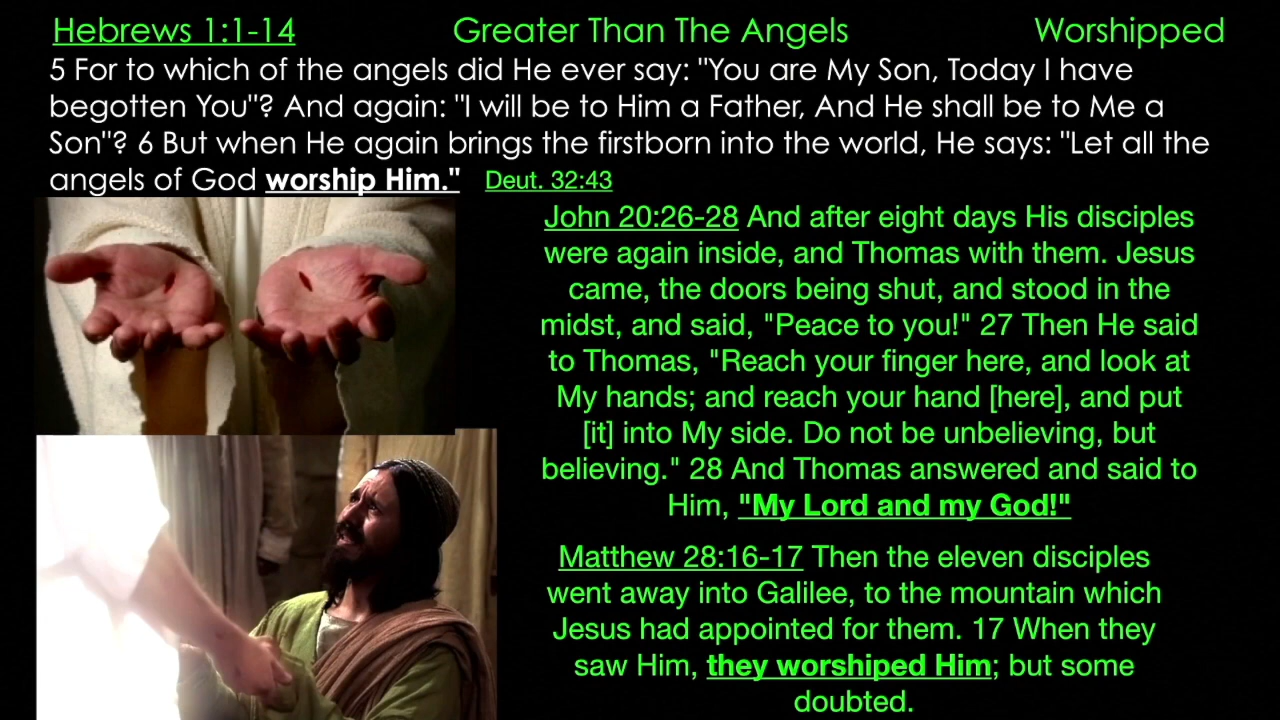 Hebrews 1:1-14 Greater Than The Angels Worshipped
5 For to which of the angels did He ever say: "You are My Son, Today I have
begotten You"? And again: "I will be to Him a Father, And He shall be to Me a
Son"? 6 But when He again brings the firstborn into the world, He says: "Let all the
angels of God worship Him." Deut. 32:43
John 20:26-28 And after eight days His disciples
were again inside, and Thomas with them. Jesus
came, the doors being shut, and stood in the
midst, and said, "Peace to you!" 27 Then He said
to Thomas, "Reach your finger here, and look at
My hands; and reach your hand [here], and put
[it] into My side. Do not be unbelieving, but
believing." 28 And Thomas answered and said to
Him, "My Lord and my God!"
Matthew 28:16-17 Then the eleven disciples
went away into Galilee, to the mountain which
Jesus had appointed for them. 17 When they
saw Him, they worshiped Him; but some
doubted.